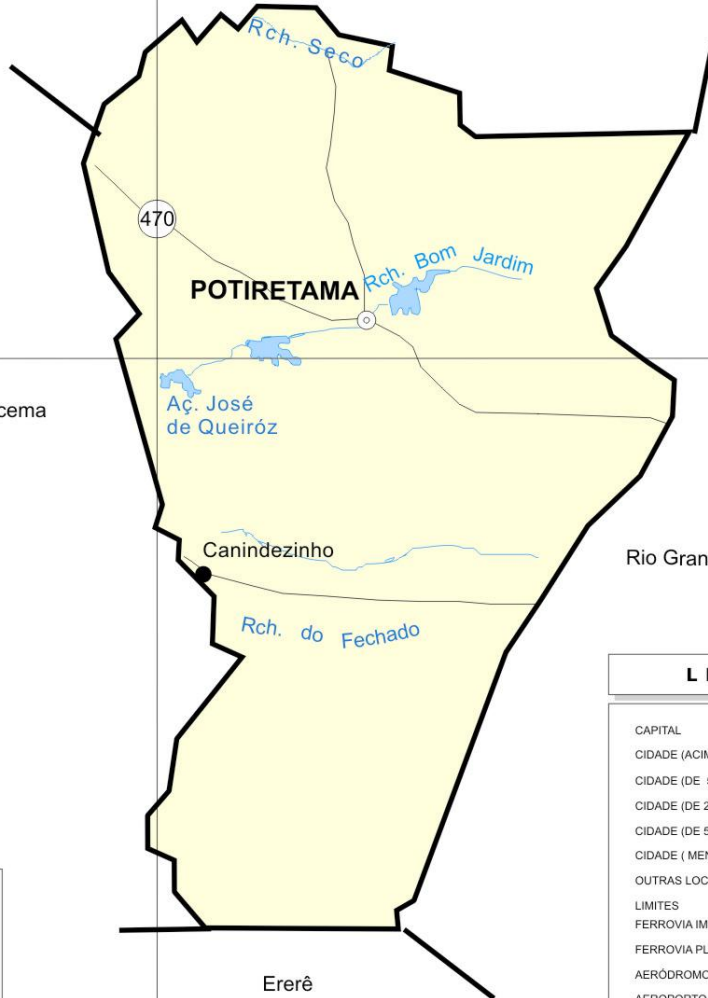 Rch. Seco
470
Rch. Bom Jardim
POTIRETAMA
Aç. José
de Queiróz
cema
Canindezinho
Rio Gran
Rch. do Fechado
L
CAPITAL
CIDADE (ACIM
CIDADE (DE
CIDADE (DE 2
CIDADE (DE 5
CIDADE ( MEN
OUTRAS LOC
LIMITES
FERROVIA IM
FERROVIA PL
AERÓDROMO
AEROPORTO
Ererê